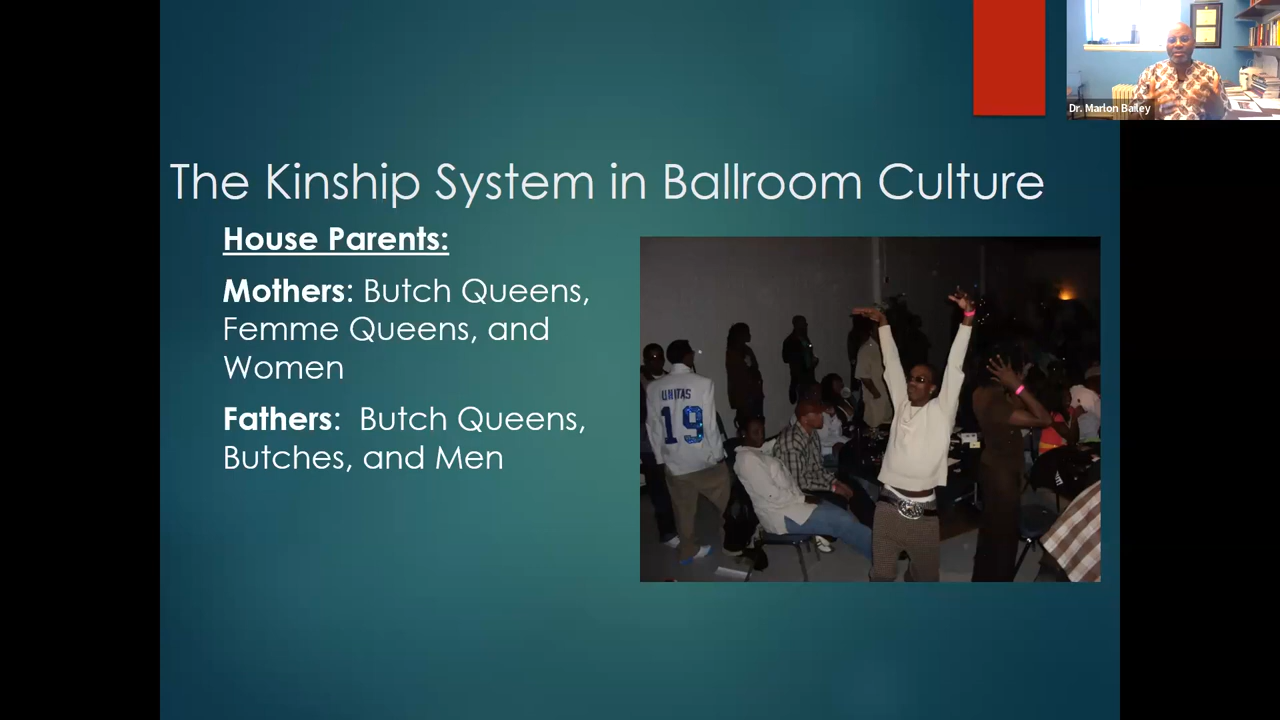 Dr. Marlon Bailey
The Kinship System in Ballroom Culture
House Parents:
Mothers: Butch Queens,
Femme Queens, and
Women
Fathers: Butch Queens,
Butches, and Men
UNITAS
19